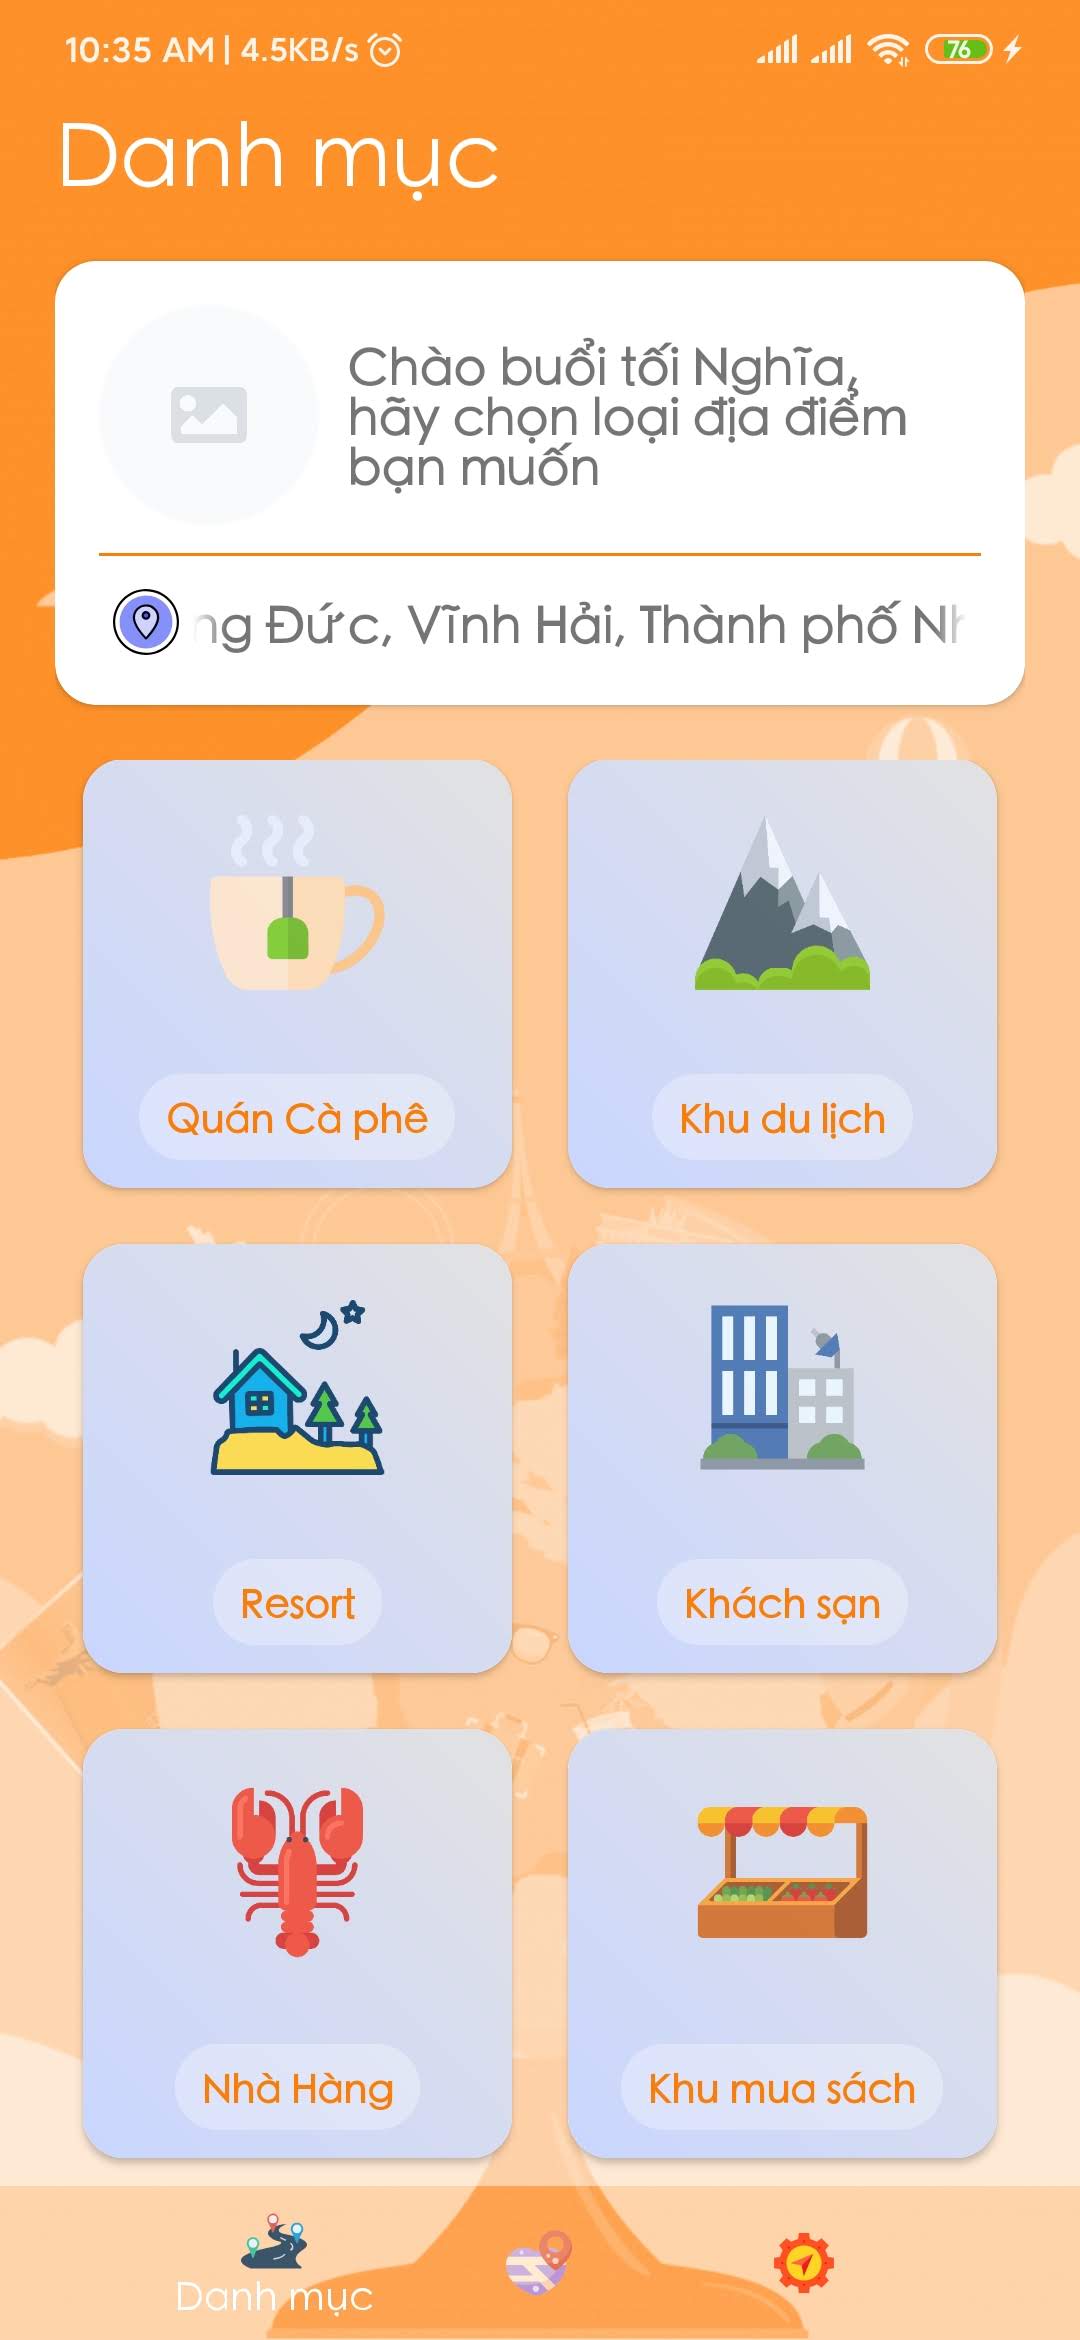 10:35 AM | 4.5KB/s
76
Danh mục
Chào buổi tối Nghĩa,
hãy chọn loại địa điểm
bạn muốn
ng Đức, Vĩnh Hải, Thành phố Nh
Quán Cà phê
Khu du lịch
Resort
Khách sạn
Nhà Hàng
Khu mua sách
Danh mục